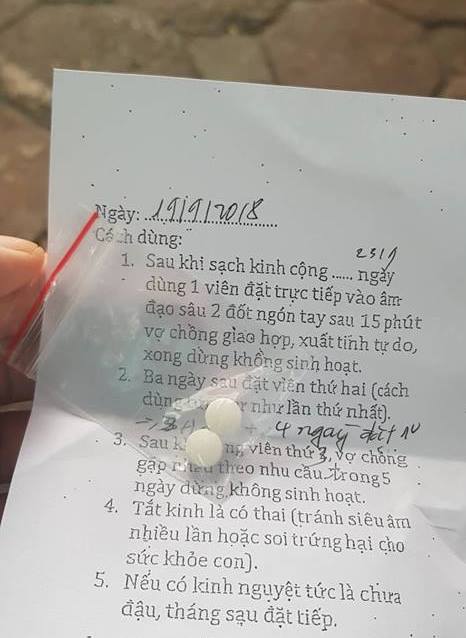 Ngày: 19/9/2018
Cách dùng:
23/9
1. Sau khi sạch kinh cộng ...... ngày
dùng 1 viên đặt trực tiếp vào âm
đạo sâu 2 đốt ngón tay sau 15 phút
vợ chồng giao hợp, xuất tinh tự do,
xong dừng không sinh hoạt.
2. Ba ngày sau đặt viên thứ hai (cách
dùng như lần thứ nhất).
4 ngày đặt
3. Sau viên thứ 3, vợ chồng
gặp nhau theo nhu cầu. trong 5
ngày dừng không sinh hoạt.
4. Tắt kinh là có thai (tránh siêu âm
nhiều lần hoặc soi trứng hại cho
sức khỏe con).
5. Nếu có kinh nguyệt tức là chưa
đậu, tháng sau đặt tiếp.